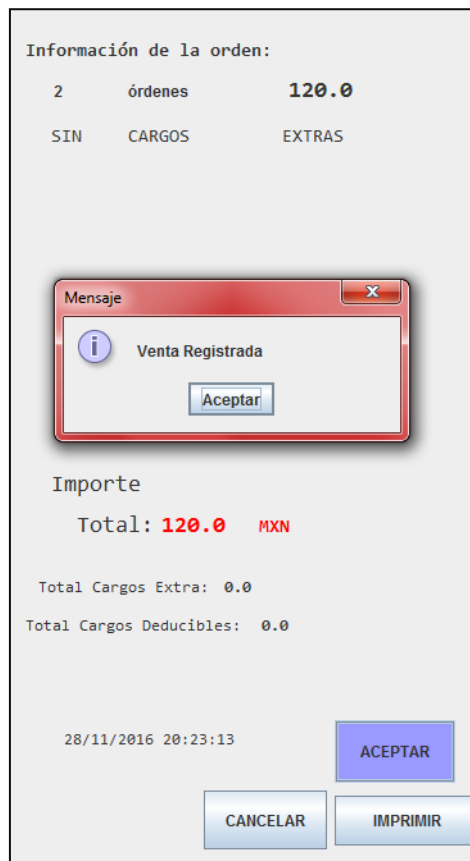 Información de la orden:
2 órdenes 120.0
SIN CARGOS EXTRAS
Mensaje
x
i
Venta Registrada
Aceptar
Importe
Total: 120.0 MXN
Total Cargos Extra: 0.0
Total Cargos Deducibles: 0.0
28/11/2016 20:23:13
ACEPTAR
CANCELAR IMPRIMIR